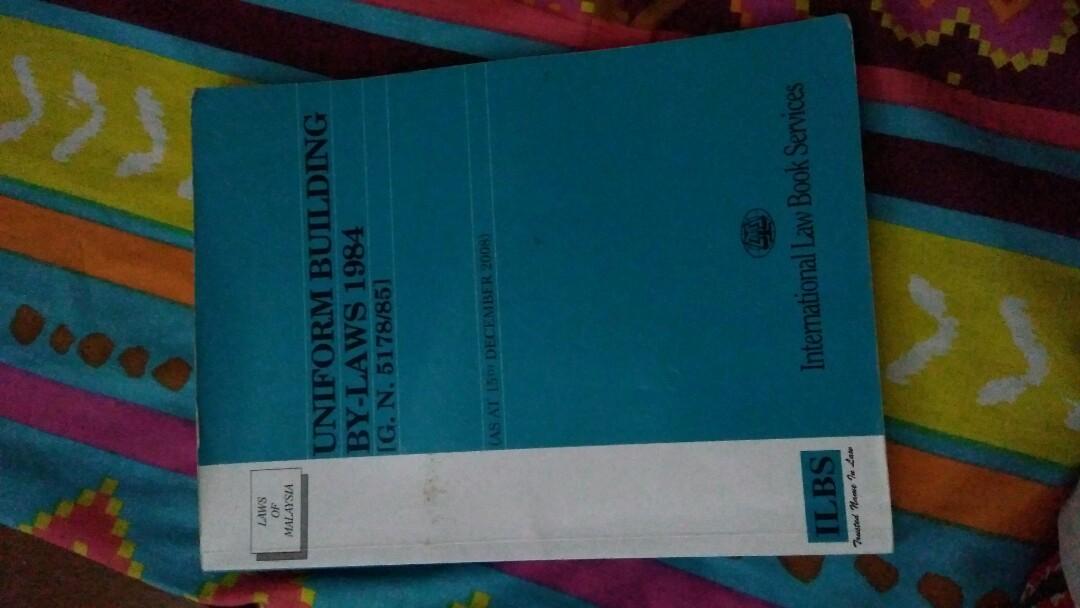 LAWS
OF
MALAYSIA
UNIFORM BUILDING
BY-LAWS 1984
[G. N. 5178/85]
(AS AT 15th DECEMBER 2008)
International Law Book Services
ILBS
Trusted Name In Law